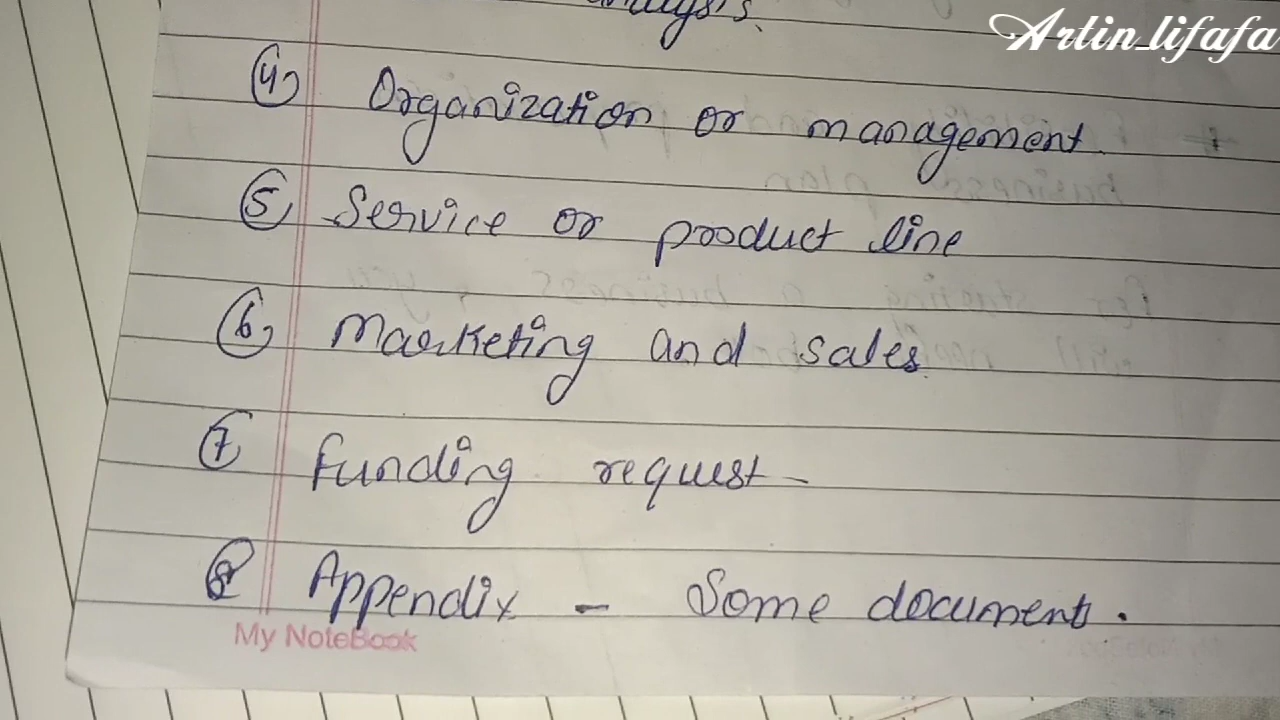 analysis.
Artin_lifafa
④ Organization or management.
⑤ Service or product line
⑥ Marketing and sales.
⑦ Funding request -
⑧ Appendix - Some documents.
My NoteBook